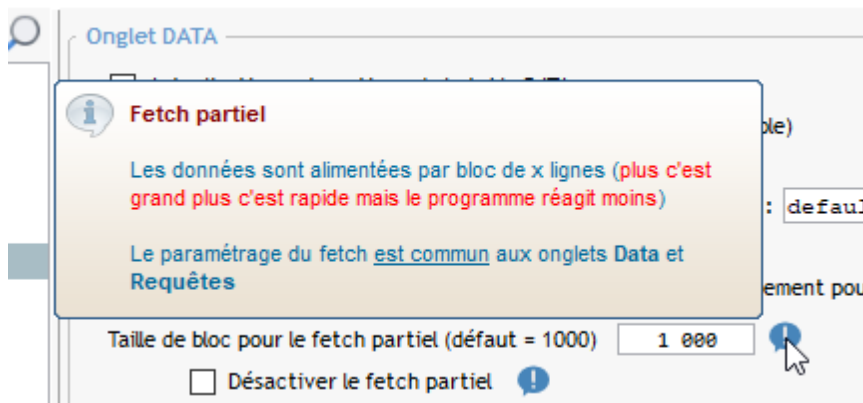 Onglet DATA
Fetch partiel
ble)
Les données sont alimentées par bloc de x lignes (plus c'est
grand plus c'est rapide mais le programme réagit moins)
: defaul
Le paramétrage du fetch est commun aux onglets Data et
Requêtes
ement pou
Taille de bloc pour le fetch partiel (défaut = 1000) 1 000
Désactiver le fetch partiel